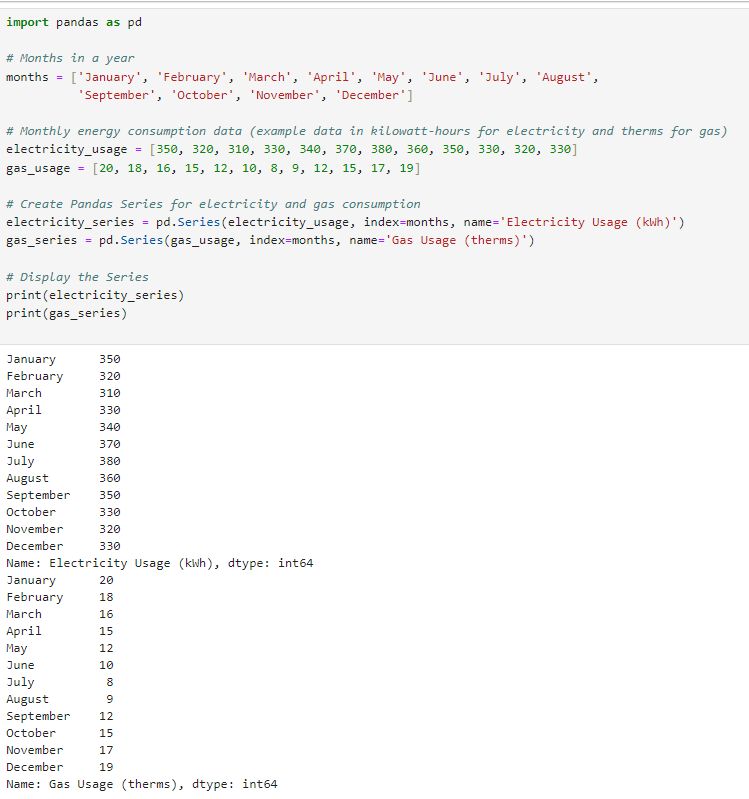 import pandas as pd
# Months in a year
months = ['January', 'February', 'March', 'April', 'May', 'June', 'July', 'August',
          'September', 'October', 'November', 'December']
# Monthly energy consumption data (example data in kilowatt-hours for electricity and therms for gas)
electricity_usage = [350, 320, 310, 330, 340, 370, 380, 360, 350, 330, 320, 330]
gas_usage = [20, 18, 16, 15, 12, 10, 8, 9, 12, 15, 17, 19]
# Create Pandas Series for electricity and gas consumption
electricity_series = pd.Series(electricity_usage, index=months, name='Electricity Usage (kWh)')
gas_series = pd.Series(gas_usage, index=months, name='Gas Usage (therms)')
# Display the Series
print(electricity_series)
print(gas_series)
January      350
February     320
March        310
April        330
May          340
June         370
July         380
August       360
September    350
October      330
November     320
December     330
Name: Electricity Usage (kWh), dtype: int64
January      20
February     18
March        16
April        15
May          12
June         10
July          8
August        9
September    12
October      15
November     17
December     19
Name: Gas Usage (therms), dtype: int64